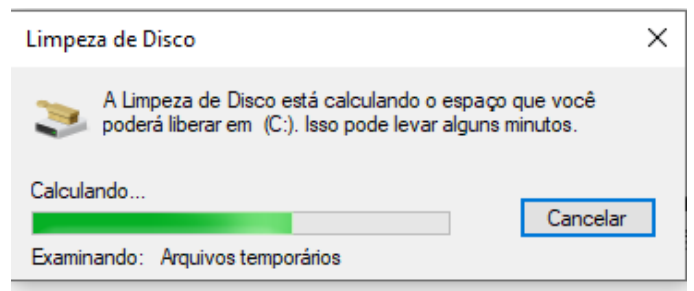 Limpeza de Disco
A Limpeza de Disco está calculando o espaço que você
poderá liberar em (C:). Isso pode levar alguns minutos.
Calculando...
Cancelar
Examinando: Arquivos temporários